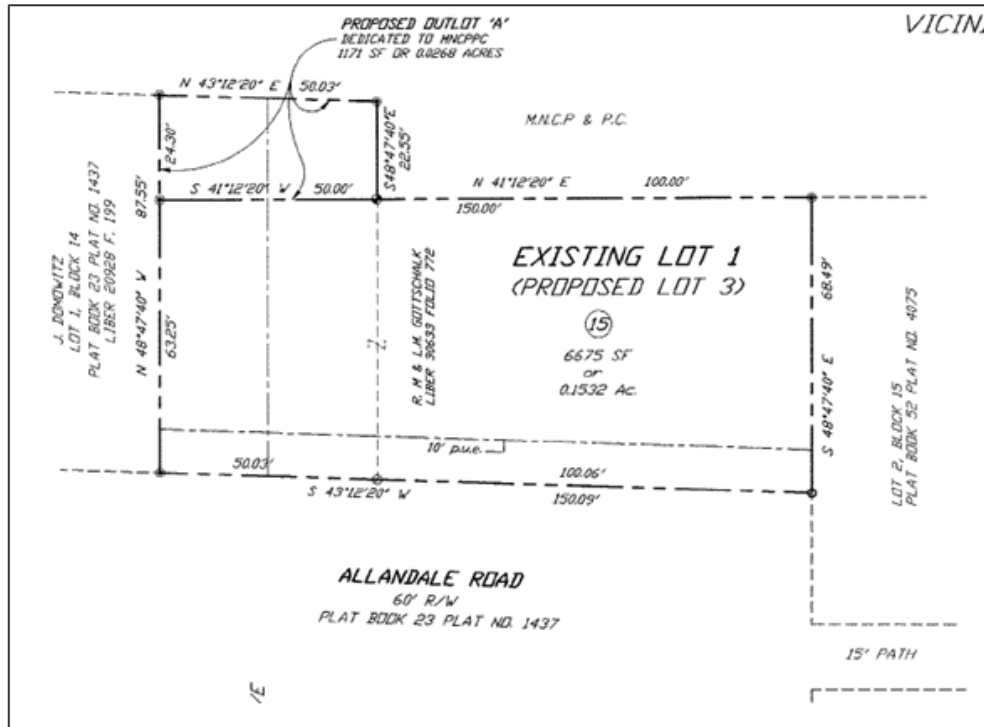 VICIN
PROPOSED OUTLOT 'A'
DEDICATED TO MNCPPC
1171 SF OR 0.0268 ACRES
N 43°12'20" E 50.03'
M.N.C.P & P.C.
24.30'
S48°47'40"E
22.55'
S 41°12'20" W 50.00'
N 41°12'20" E 100.00'
150.00'
J. DONOWITZ
LOT 1, BLOCK 14
PLAT BOOK 23 PLAT NO. 1437
LIBER 20928 F. 199
N 48°47'40" W 87.55'
63.25'
R. M & L.M. GOTTSCHALK
LIBER 30633 FOLIO 772
EXISTING LOT 1
(PROPOSED LOT 3)
15
6675 SF
or
0.1532 Ac.
S 48°47'40" E 68.49'
LOT 2, BLOCK 15
PLAT BOOK 52 PLAT NO. 4075
10' p.u.e.
50.03'
100.06'
S 43°12'20" W
150.09'
ALLANDALE ROAD
60' R/W
PLAT BOOK 23 PLAT NO. 1437
15' PATH
/E